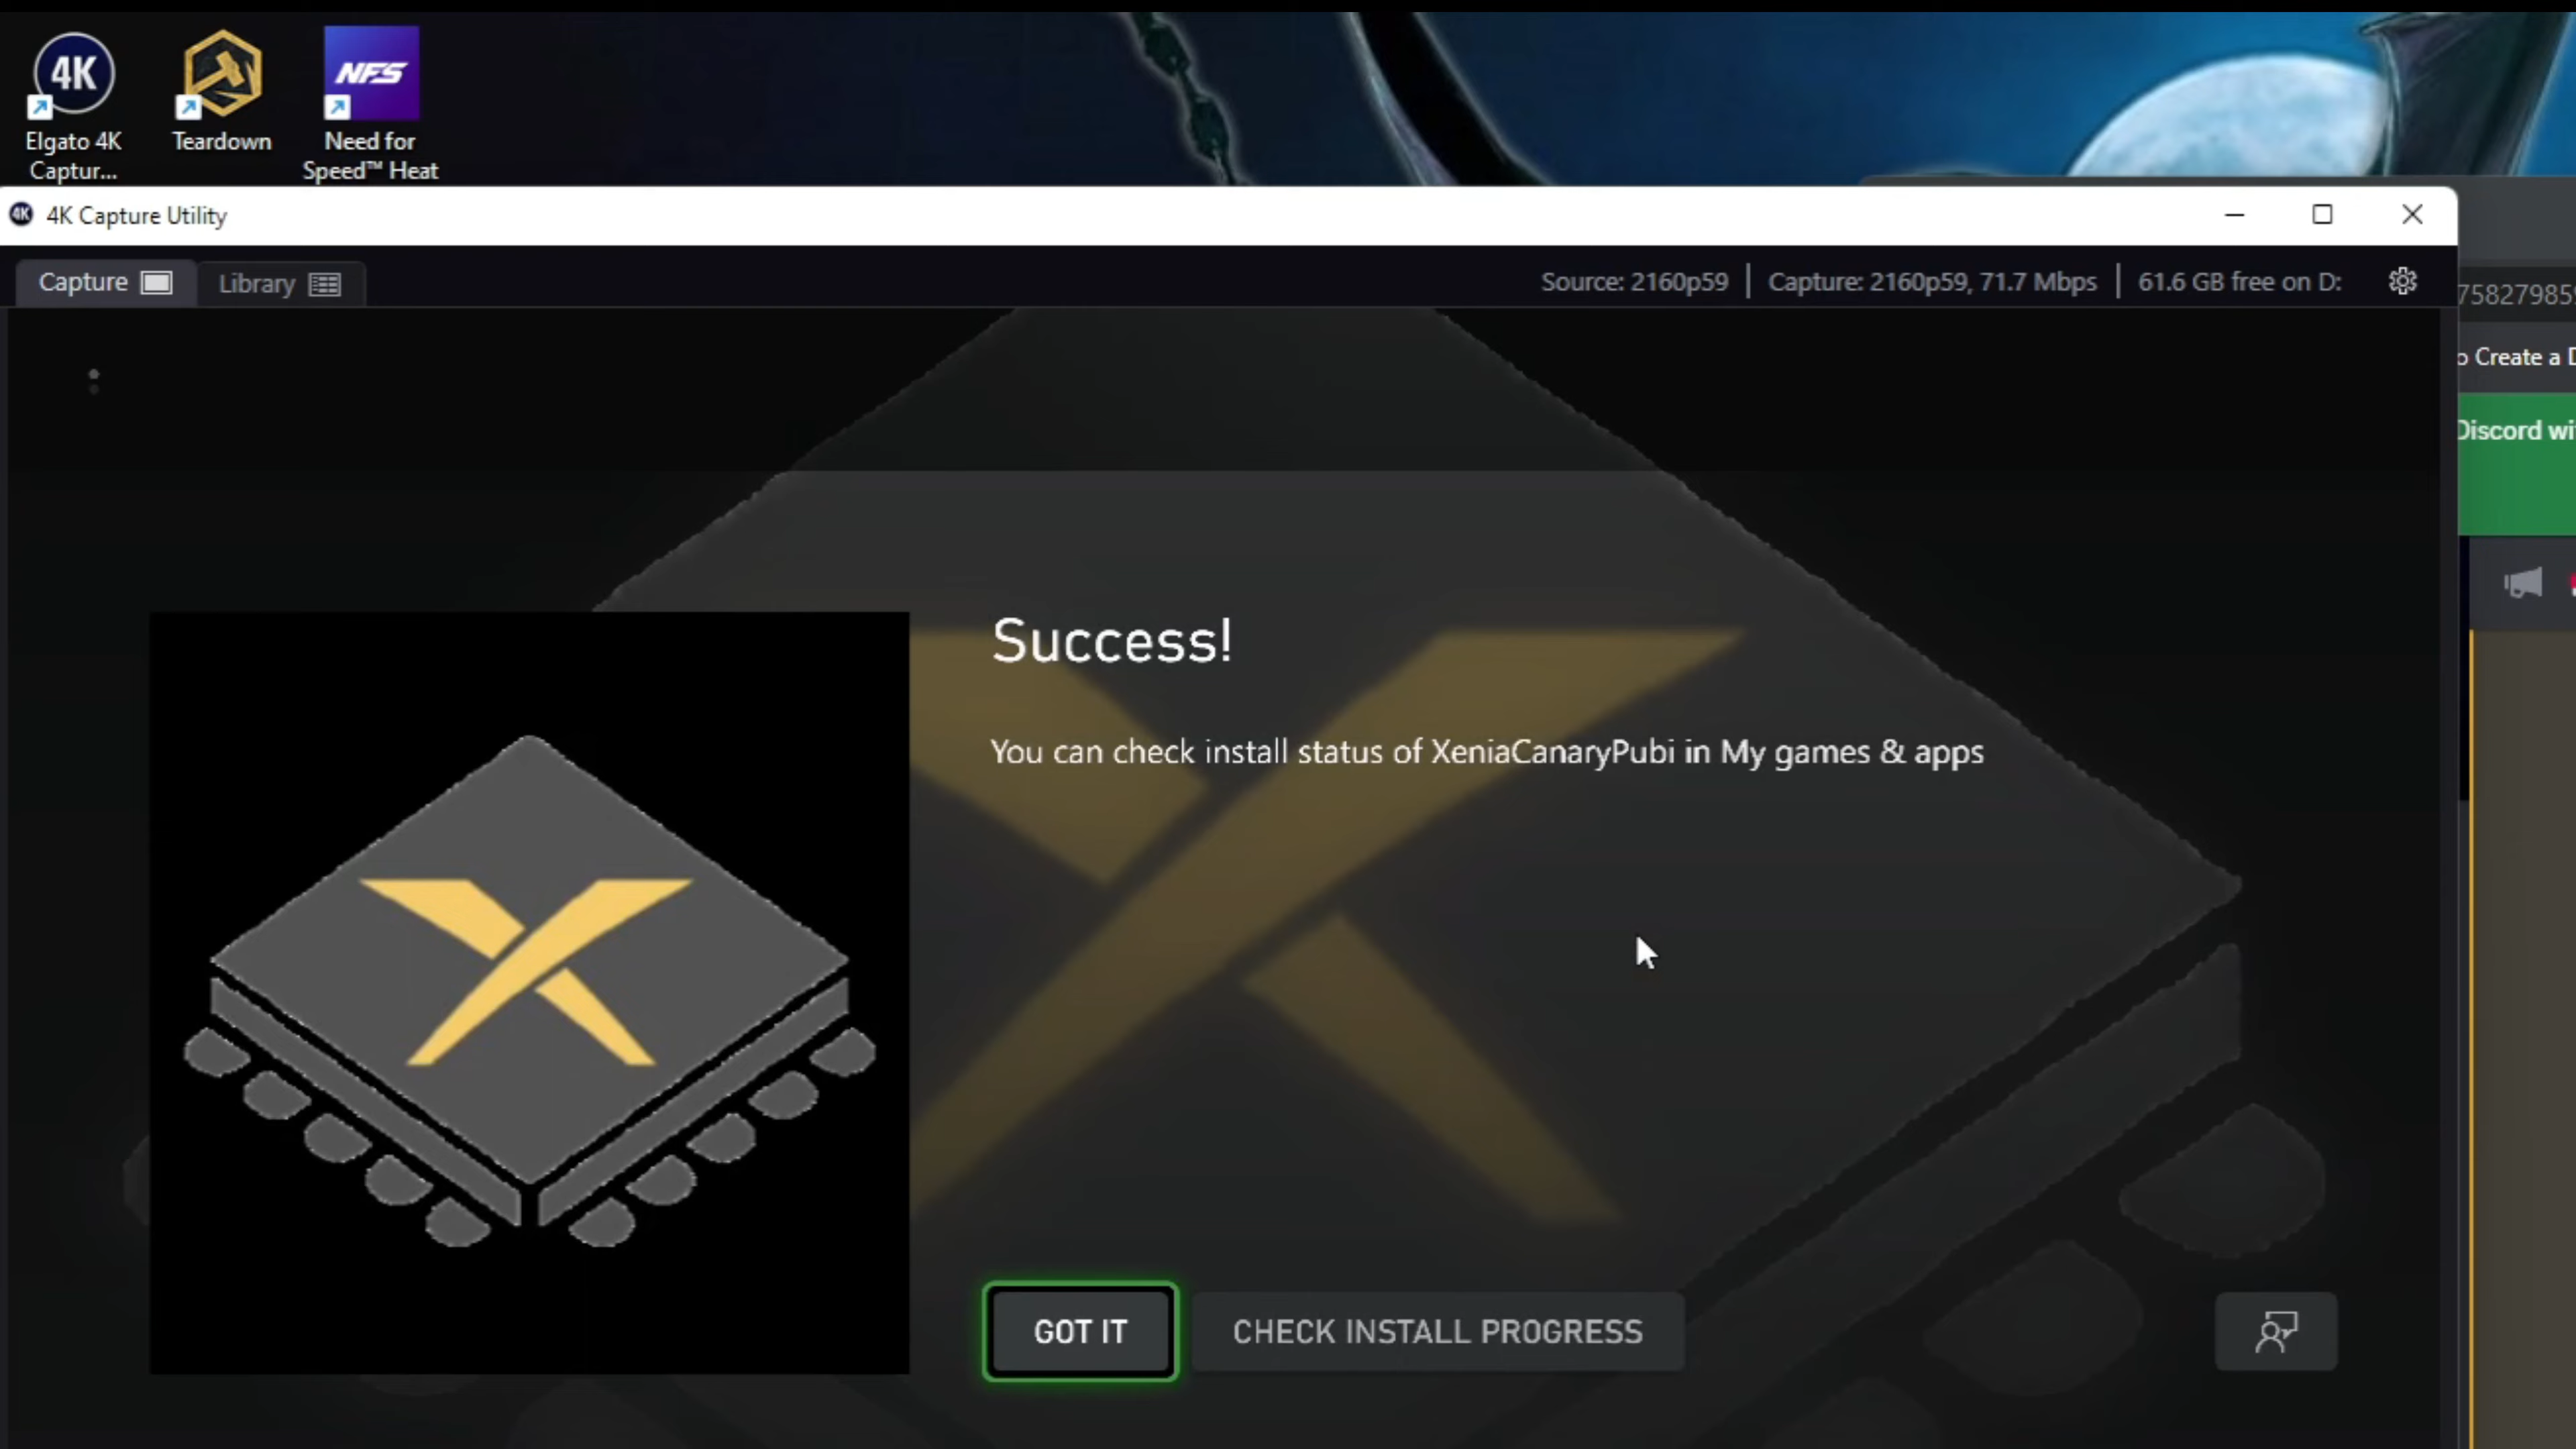 4K
NFS
Elgato 4K
Captur...
Teardown
Need for
Speed™ Heat
4K Capture Utility
Capture
Library
Source: 2160p59
Capture: 2160p59, 71.7 Mbps
61.6 GB free on D:
75827985
o Create a D
Discord wi
Success!
You can check install status of XeniaCanaryPubi in My games & apps
GOT IT
CHECK INSTALL PROGRESS